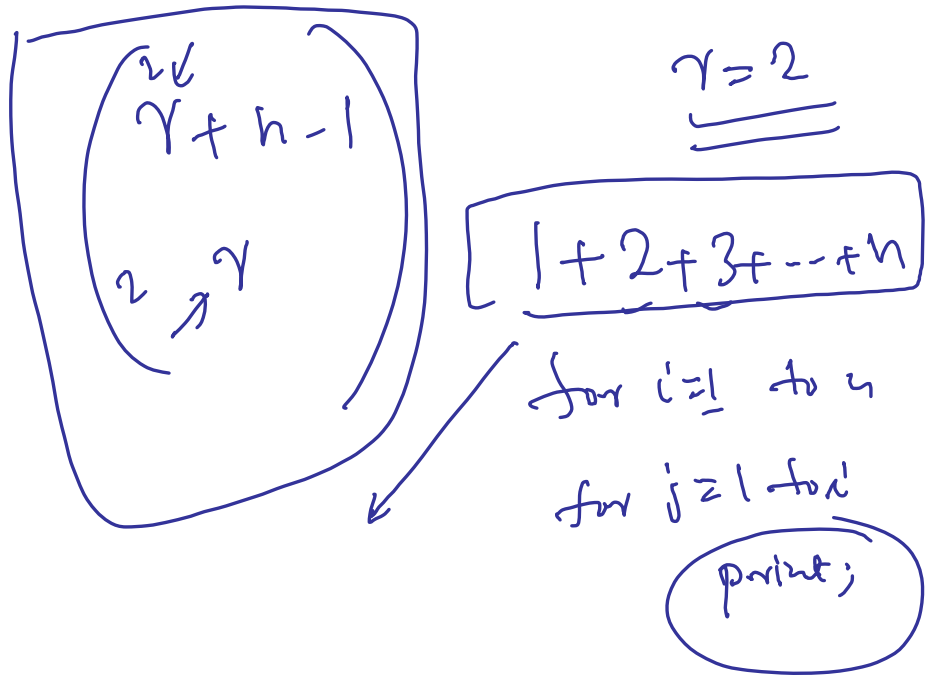 2
r + n - 1
2 r
r = 2
1 + 2 + 3 + -- + n
for i = 1 to n
for j = 1 to i
print;